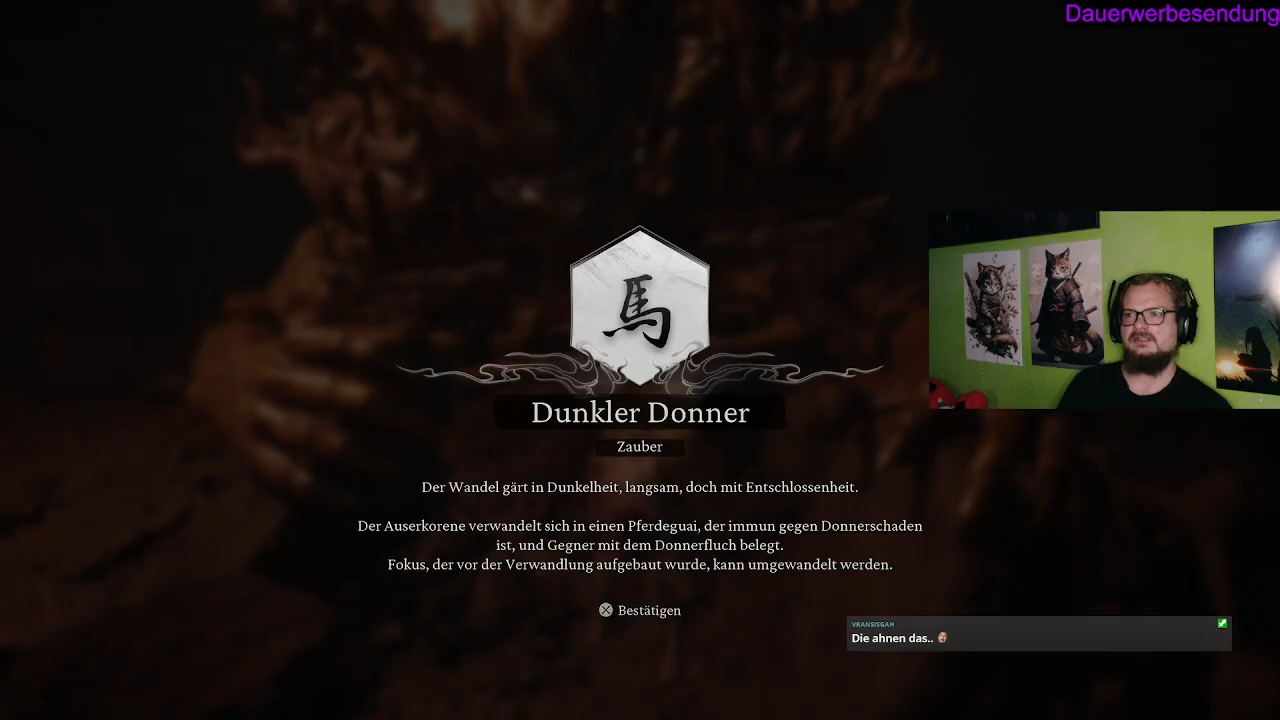 Dauerwerbesendung
馬
Dunkler Donner
Zauber
Der Wandel gärt in Dunkelheit, langsam, doch mit Entschlossenheit.
Der Auserkorene verwandelt sich in einen Pferdeguai, der immun gegen Donnerschaden
ist, und Gegner mit dem Donnerfluch belegt.
Fokus, der vor der Verwandlung aufgebaut wurde, kann umgewandelt werden.
Bestätigen
VRANSISGAH
Die ahnen das..